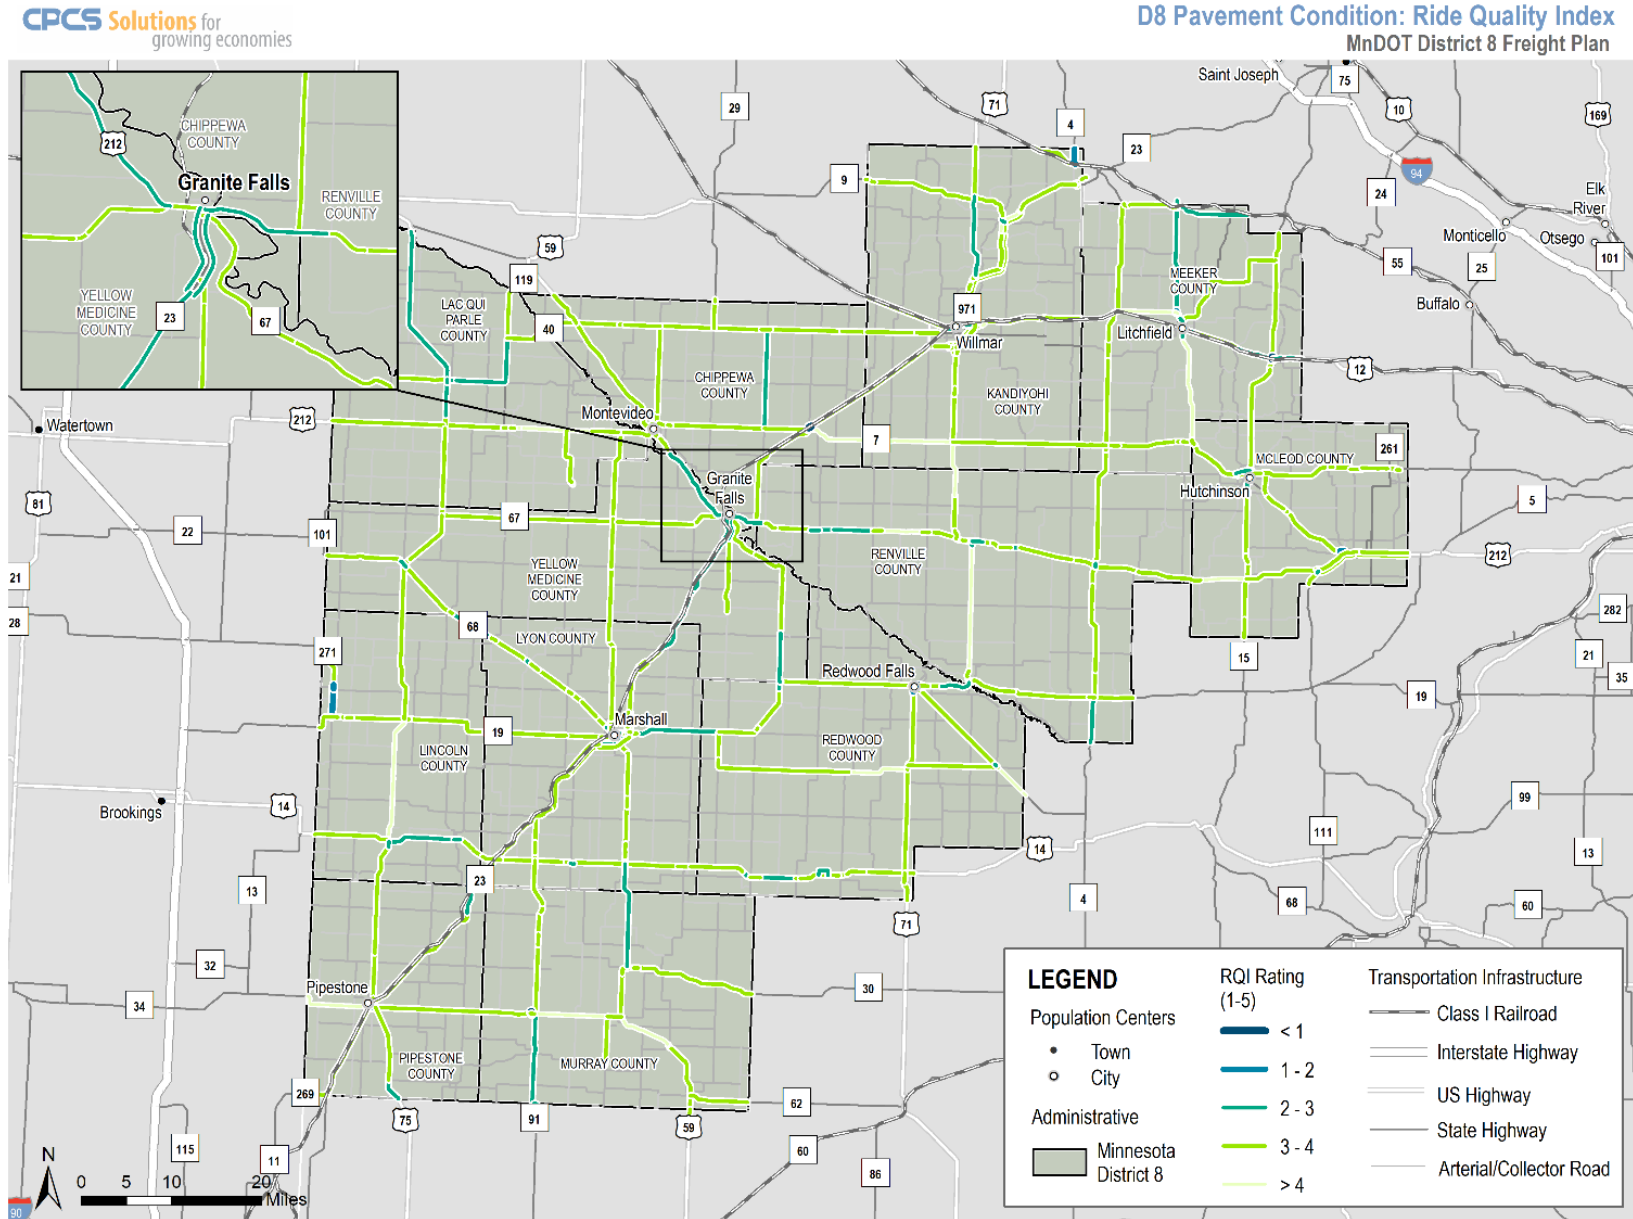 CPCS Solutions for
growing economies
D8 Pavement Condition: Ride Quality Index
MnDOT District 8 Freight Plan
CHIPPEWA
COUNTY
212
Granite Falls
RENVILLE
COUNTY
YELLOW
MEDICINE
COUNTY
23
67
Saint Joseph
75
29
71
4
10
169
23
94
9
24
Elk
River
Monticello
Otsego
101
59
55
25
119
MEEKER
COUNTY
Buffalo
LAC QUI
PARLE
COUNTY
40
971
Litchfield
Willmar
12
CHIPPEWA
COUNTY
KANDIYOHI
COUNTY
Montevideo
212
Watertown
7
261
MCLEOD COUNTY
Granite
Falls
Hutchinson
81
5
67
22
101
212
RENVILLE
COUNTY
21
YELLOW
MEDICINE
COUNTY
28
68
LYON COUNTY
282
271
15
21
Redwood Falls
35
19
Marshall
19
LINCOLN
COUNTY
REDWOOD
COUNTY
Brookings
14
99
111
14
13
23
13
4
68
60
71
32
30
Pipestone
34
PIPESTONE
COUNTY
MURRAY COUNTY
269
62
75
91
59
115
11
60
86
N
0 5 10 20
Miles
90
LEGEND
Population Centers
Town
City
Administrative
Minnesota
District 8
RQI Rating
(1-5)
< 1
1 - 2
2 - 3
3 - 4
> 4
Transportation Infrastructure
Class I Railroad
Interstate Highway
US Highway
State Highway
Arterial/Collector Road